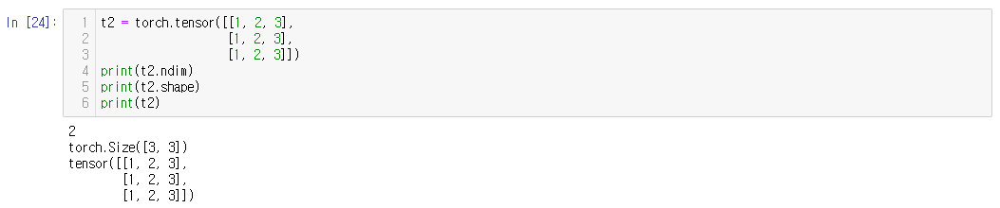 In [24]:
1 t2 = torch.tensor([[1, 2, 3],
2                    [1, 2, 3],
3                    [1, 2, 3]])
4 print(t2.ndim)
5 print(t2.shape)
6 print(t2)
2
torch.Size([3, 3])
tensor([[1, 2, 3],
        [1, 2, 3],
        [1, 2, 3]])